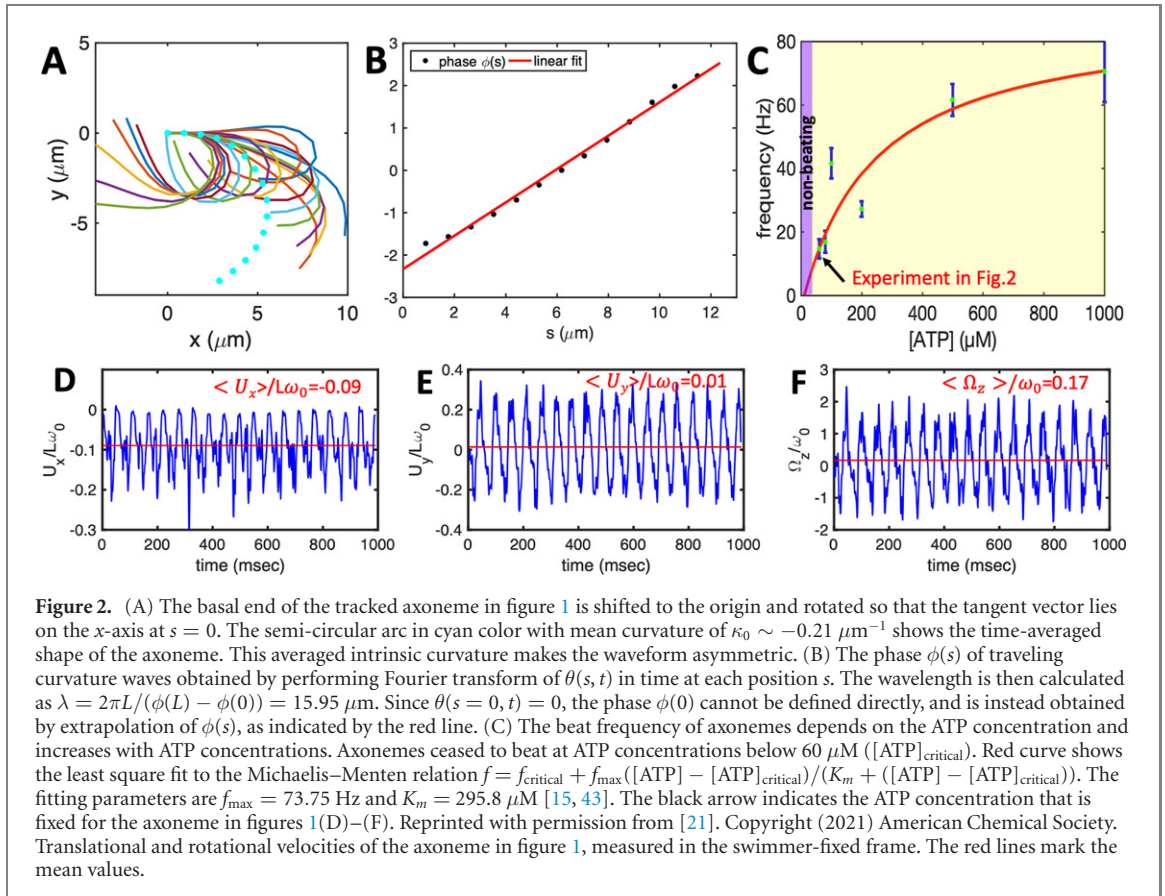 A
5
0
-5
0
5
10
y (μm)
x (μm)
B
phase ϕ(s)
linear fit
3
2
1
0
-1
-2
-3
0
2
4
6
8
10
12
s (μm)
C
80
60
40
20
0
0
200
400
600
800
1000
frequency (Hz)
[ATP] (μM)
non-beating
Experiment in Fig.2
D
< U_x>/Lω₀=-0.09
0
-0.1
-0.2
-0.3
0
200
400
600
800
1000
U_x/Lω_0
time (msec)
E
< U_y>/Lω₀=0.01
0.4
0.2
0
-0.2
-0.4
0
200
400
600
800
1000
U_y/Lω_0
time (msec)
F
< Ω_z >/ω₀=0.17
3
2
1
0
-1
-2
0
200
400
600
800
1000
Ω_z/ω_0
time (msec)
Figure 2. (A) The basal end of the tracked axoneme in figure 1 is shifted to the origin and rotated so that the tangent vector lies
on the x-axis at s = 0. The semi-circular arc in cyan color with mean curvature of κ₀ ∼ −0.21 μm⁻¹ shows the time-averaged
shape of the axoneme. This averaged intrinsic curvature makes the waveform asymmetric. (B) The phase ϕ(s) of traveling
curvature waves obtained by performing Fourier transform of θ(s, t) in time at each position s. The wavelength is then calculated
as λ = 2πL/(ϕ(L) − ϕ(0)) = 15.95 μm. Since θ(s = 0, t) = 0, the phase ϕ(0) cannot be defined directly, and is instead obtained
by extrapolation of ϕ(s), as indicated by the red line. (C) The beat frequency of axonemes depends on the ATP concentration and
increases with ATP concentrations. Axonemes ceased to beat at ATP concentrations below 60 μM ([ATP]critical). Red curve shows
the least square fit to the Michaelis–Menten relation f = fcritical + fmax([ATP] − [ATP]critical)/(Km + ([ATP] − [ATP]critical)). The
fitting parameters are fmax = 73.75 Hz and Km = 295.8 μM [15, 43]. The black arrow indicates the ATP concentration that is
fixed for the axoneme in figures 1(D)–(F). Reprinted with permission from [21]. Copyright (2021) American Chemical Society.
Translational and rotational velocities of the axoneme in figure 1, measured in the swimmer-fixed frame. The red lines mark the
mean values.